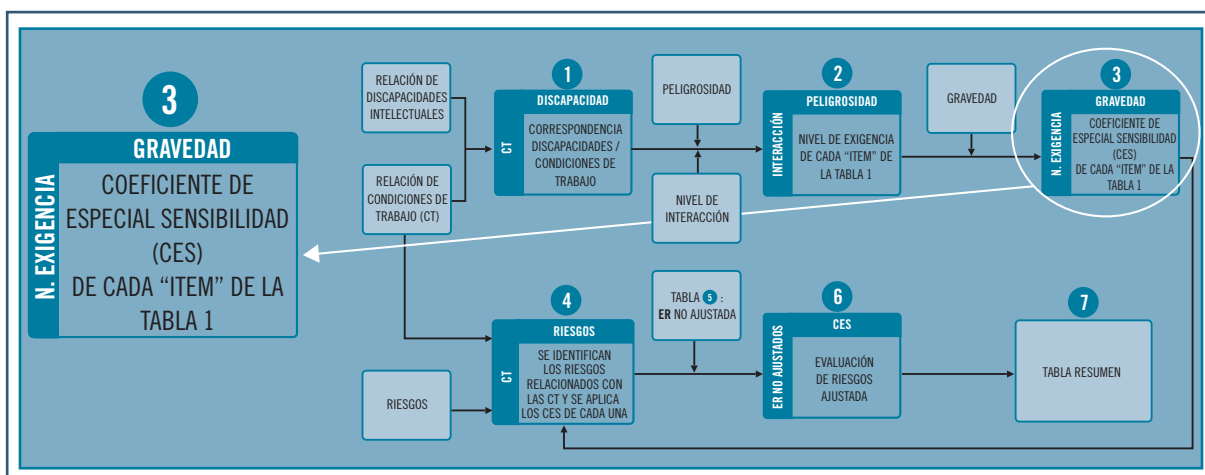 3
GRAVEDAD
N. EXIGENCIA
COEFICIENTE DE
ESPECIAL SENSIBILIDAD
(CES)
DE CADA “ITEM” DE LA
TABLA 1
RELACIÓN DE
DISCAPACIDADES
INTELECTUALES
RELACIÓN DE
CONDICIONES DE
TRABAJO (CT)
1
DISCAPACIDAD
CT
CORRESPONDENCIA
DISCAPACIDADES /
CONDICIONES DE
TRABAJO
PELIGROSIDAD
NIVEL DE
INTERACCIÓN
2
PELIGROSIDAD
INTERACCIÓN
NIVEL DE EXIGENCIA
DE CADA “ITEM” DE
LA TABLA 1
GRAVEDAD
3
GRAVEDAD
N. EXIGENCIA
COEFICIENTE DE
ESPECIAL SENSIBILIDAD
(CES)
DE CADA “ITEM” DE LA
TABLA 1
RIESGOS
4
RIESGOS
CT
SE IDENTIFICAN
LOS RIESGOS
RELACIONADOS CON
LAS CT Y SE APLICA
LOS CES DE CADA UNA
TABLA 5 :
ER NO AJUSTADA
6
CES
ER NO AJUSTADOS
EVALUACIÓN
DE RIESGOS
AJUSTADA
7
TABLA RESUMEN